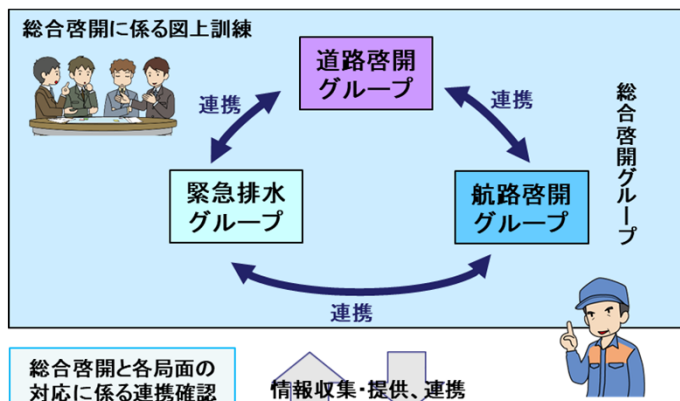 総合啓開に係る図上訓練
道路啓開
グループ
連携
連携
総合啓開グループ
緊急排水
グループ
航路啓開
グループ
連携
総合啓開と各局面の
対応に係る連携確認
情報収集・提供、連携